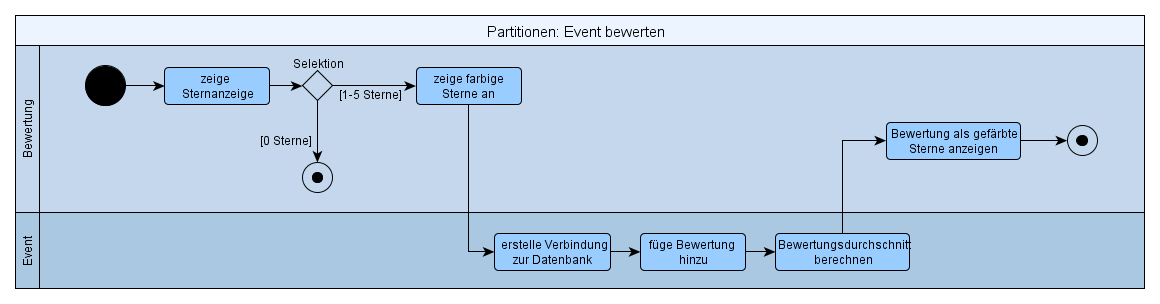 Partitionen: Event bewerten
Bewertung
Selektion
zeige
Sternanzeige
zeige farbige
Sterne an
[1-5 Sterne]
[0 Sterne]
Bewertung als gefärbte
Sterne anzeigen
Event
erstelle Verbindung
zur Datenbank
füge Bewertung
hinzu
Bewertungsdurchschnitt
berechnen